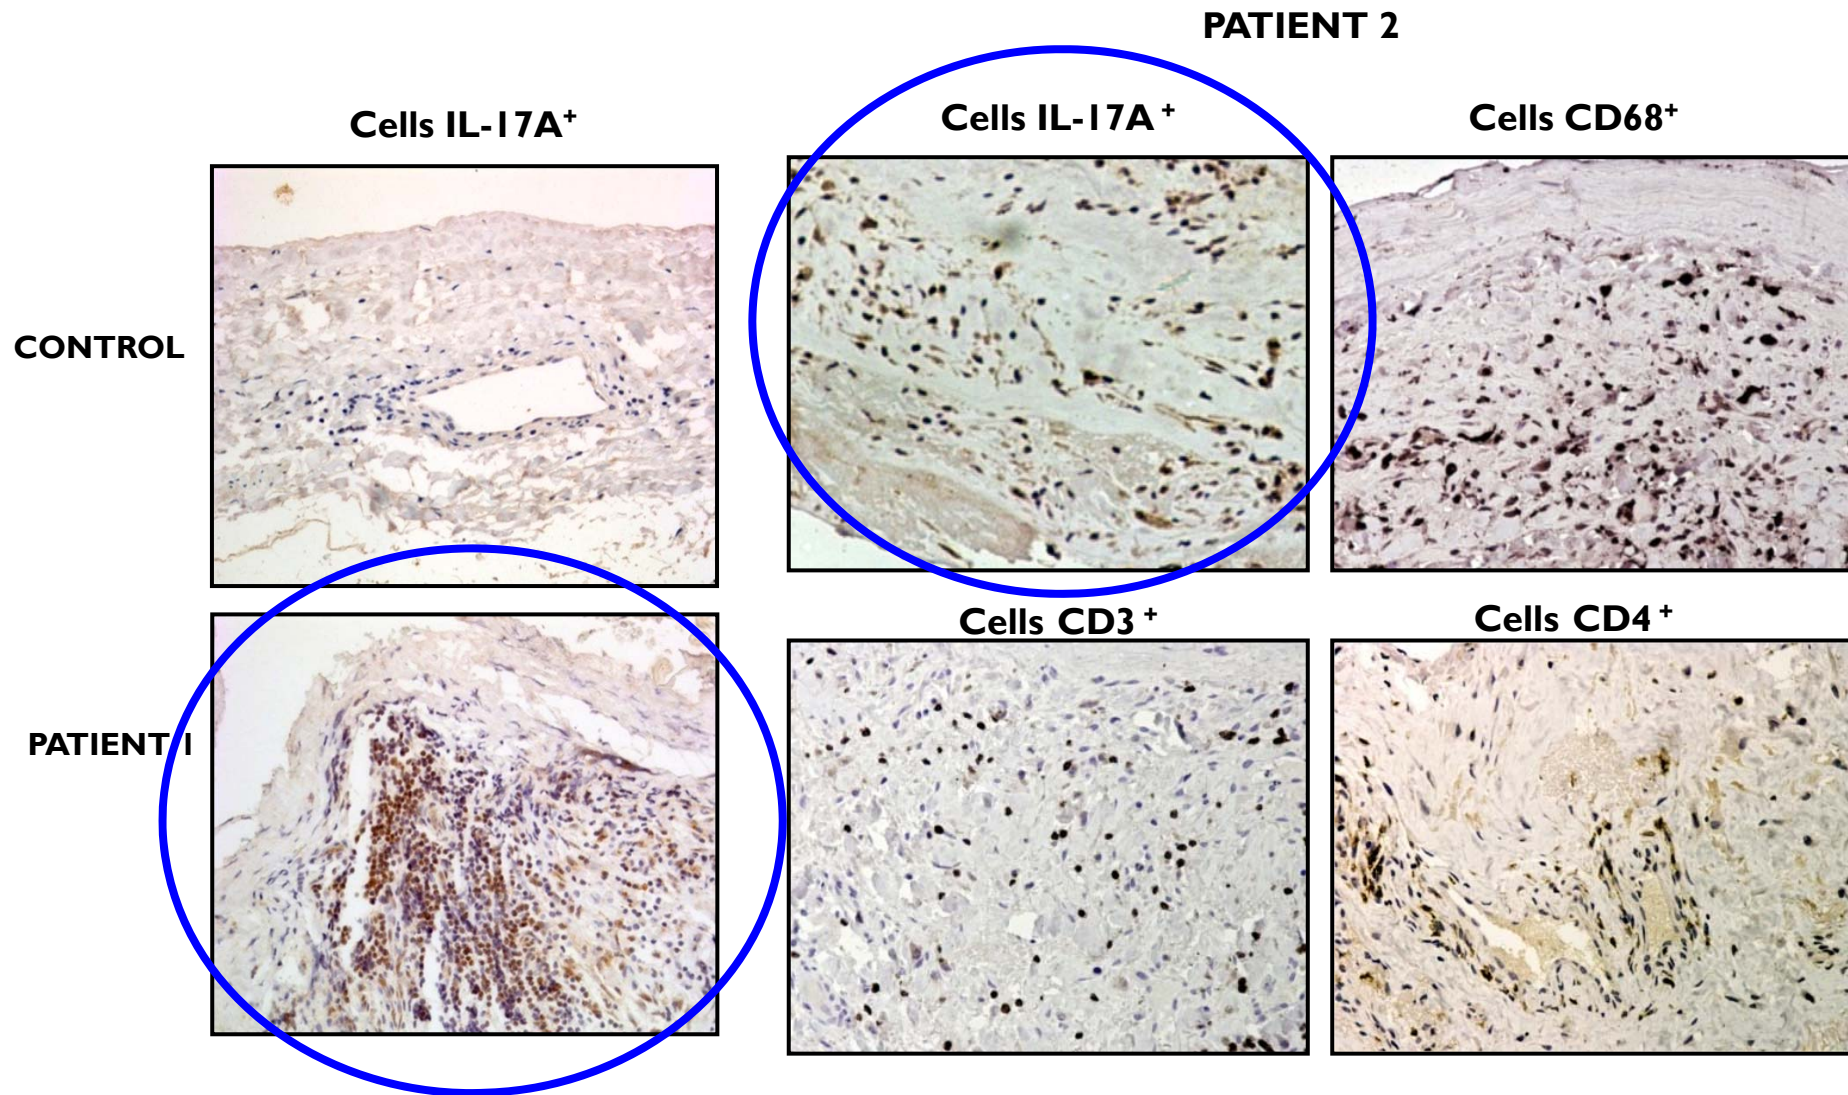 PATIENT 2
Cells IL-17A+
Cells IL-17A +
Cells CD68+
CONTROL
Cells CD3 +
Cells CD4 +
PATIENT 1